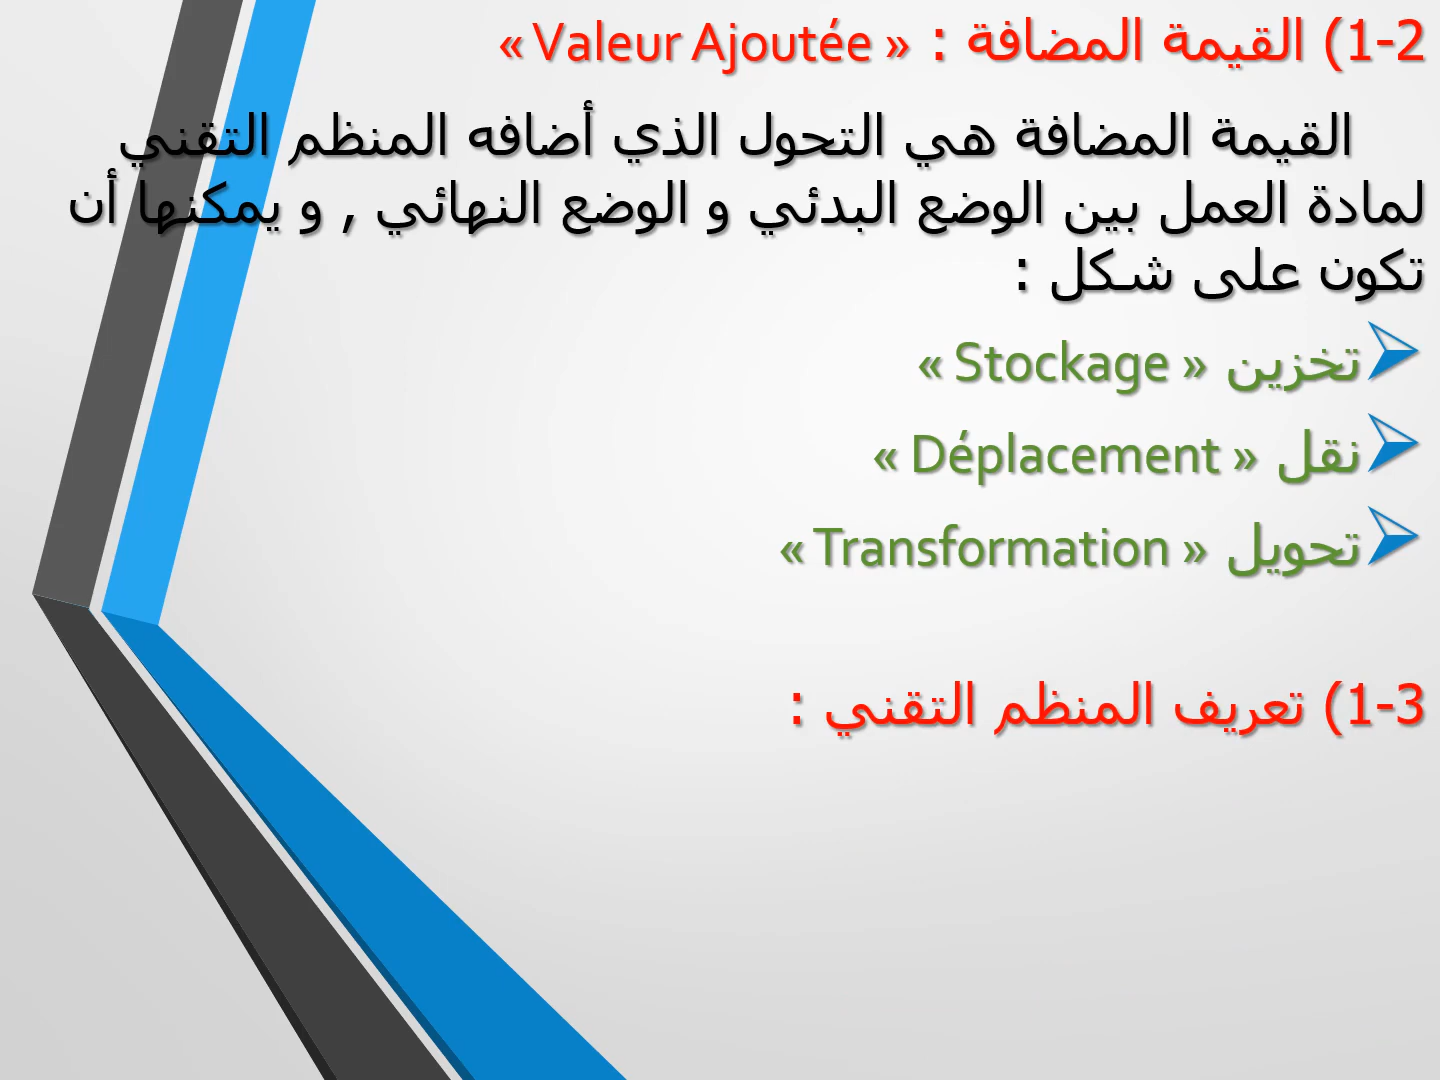 1-2) القيمة المضافة : « Valeur Ajoutée »
القيمة المضافة هي التحول الذي أضافه المنظم التقني
لمادة العمل بين الوضع البدئي و الوضع النهائي , و يمكنها أن
تكون على شكل :
تخزين « Stockage »
نقل « Déplacement »
تحويل « Transformation »
1-3) تعريف المنظم التقني :